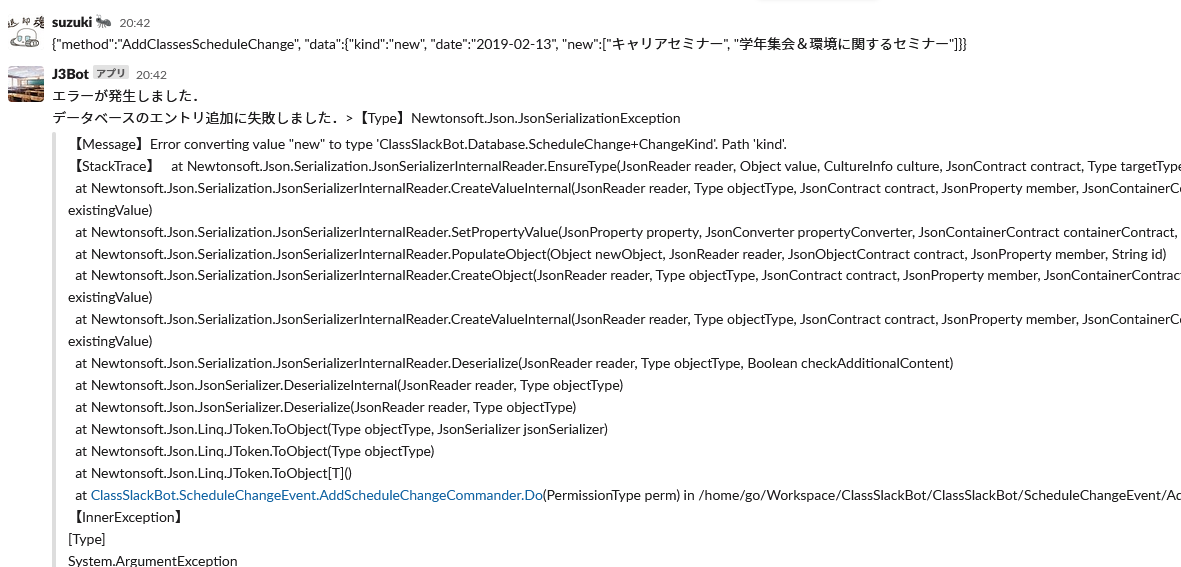 suzuki 20:42
{"method":"AddClassesScheduleChange", "data":{"kind":"new", "date":"2019-02-13", "new":["キャリアセミナー", "学年集会＆環境に関するセミナー"]}}
J3Bot アプリ 20:42
エラーが発生しました．
データベースのエントリ追加に失敗しました．>【Type】Newtonsoft.Json.JsonSerializationException
【Message】Error converting value "new" to type 'ClassSlackBot.Database.ScheduleChange+ChangeKind'. Path 'kind'.
【StackTrace】 at Newtonsoft.Json.Serialization.JsonSerializerInternalReader.EnsureType(JsonReader reader, Object value, CultureInfo culture, JsonContract contract, Type targetType
at Newtonsoft.Json.Serialization.JsonSerializerInternalReader.CreateValueInternal(JsonReader reader, Type objectType, JsonContract contract, JsonProperty member, JsonContainerC
existingValue)
at Newtonsoft.Json.Serialization.JsonSerializerInternalReader.SetPropertyValue(JsonProperty property, JsonConverter propertyConverter, JsonContainerContract containerContract,
at Newtonsoft.Json.Serialization.JsonSerializerInternalReader.PopulateObject(Object newObject, JsonReader reader, JsonObjectContract contract, JsonProperty member, String id)
at Newtonsoft.Json.Serialization.JsonSerializerInternalReader.CreateObject(JsonReader reader, Type objectType, JsonContract contract, JsonProperty member, JsonContainerContrac
existingValue)
at Newtonsoft.Json.Serialization.JsonSerializerInternalReader.CreateValueInternal(JsonReader reader, Type objectType, JsonContract contract, JsonProperty member, JsonContainerC
existingValue)
at Newtonsoft.Json.Serialization.JsonSerializerInternalReader.Deserialize(JsonReader reader, Type objectType, Boolean checkAdditionalContent)
at Newtonsoft.Json.JsonSerializer.DeserializeInternal(JsonReader reader, Type objectType)
at Newtonsoft.Json.JsonSerializer.Deserialize(JsonReader reader, Type objectType)
at Newtonsoft.Json.Linq.JToken.ToObject(Type objectType, JsonSerializer jsonSerializer)
at Newtonsoft.Json.Linq.JToken.ToObject(Type objectType)
at Newtonsoft.Json.Linq.JToken.ToObject[T]()
at ClassSlackBot.ScheduleChangeEvent.AddScheduleChangeCommander.Do(PermissionType perm) in /home/go/Workspace/ClassSlackBot/ClassSlackBot/ScheduleChangeEvent/Ad
【InnerException】
[Type]
System.ArgumentException